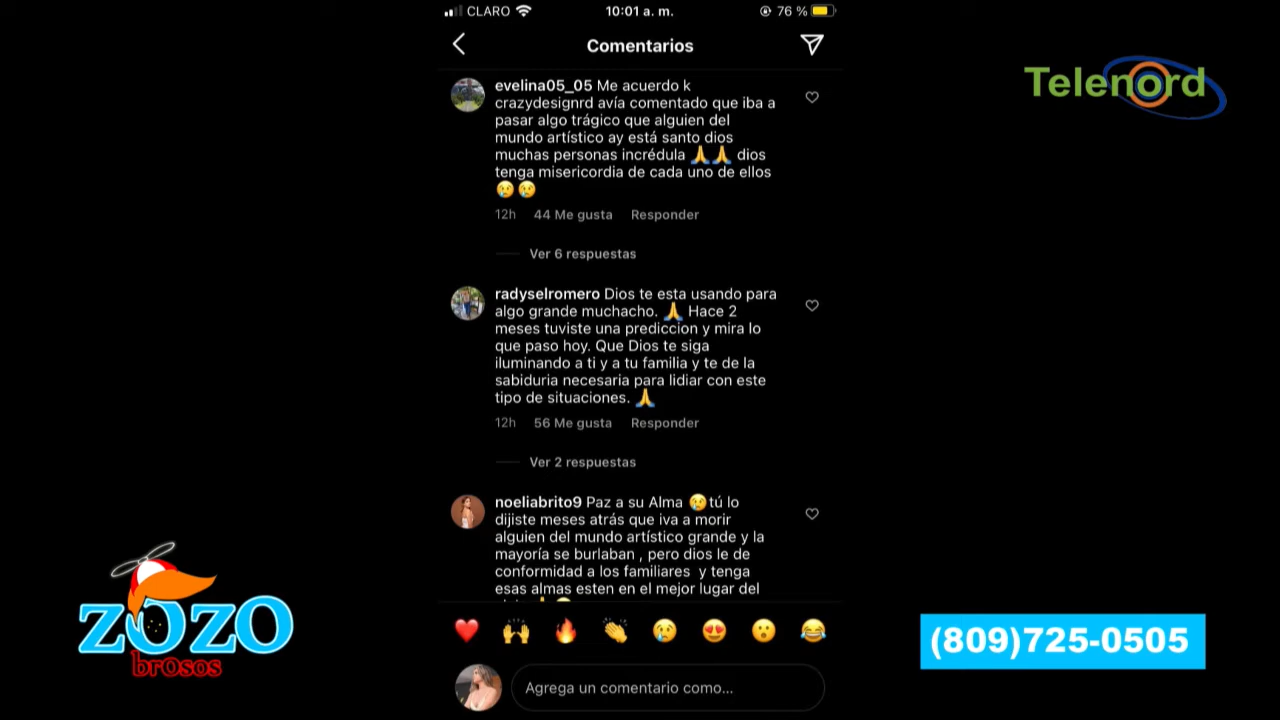 CLARO
10:01 a. m.
76 %
Comentarios
Telenord
evelina05_05 Me acuerdo k
crazydesignrd avía comentado que iba a
pasar algo trágico que alguien del
mundo artístico ay está santo dios
muchas personas incrédula 🙏🙏 dios
tenga misericordia de cada uno de ellos
😢😢
12h 44 Me gusta Responder
Ver 6 respuestas
radyselromero Dios te esta usando para
algo grande muchacho. 🙏 Hace 2
meses tuviste una prediccion y mira lo
que paso hoy. Que Dios te siga
iluminando a ti y a tu familia y te de la
sabiduria necesaria para lidiar con este
tipo de situaciones. 🙏
12h 56 Me gusta Responder
Ver 2 respuestas
noeliabrito9 Paz a su Alma 😢tú lo
dijiste meses atrás que iva a morir
alguien del mundo artístico grande y la
mayoría se burlaban , pero dios le de
conformidad a los familiares y tenga
esas almas esten en el mejor lugar del
❤️🙌🔥👏😢😍😮😂
Agrega un comentario como...
ZOZO
brOsos
(809)725-0505